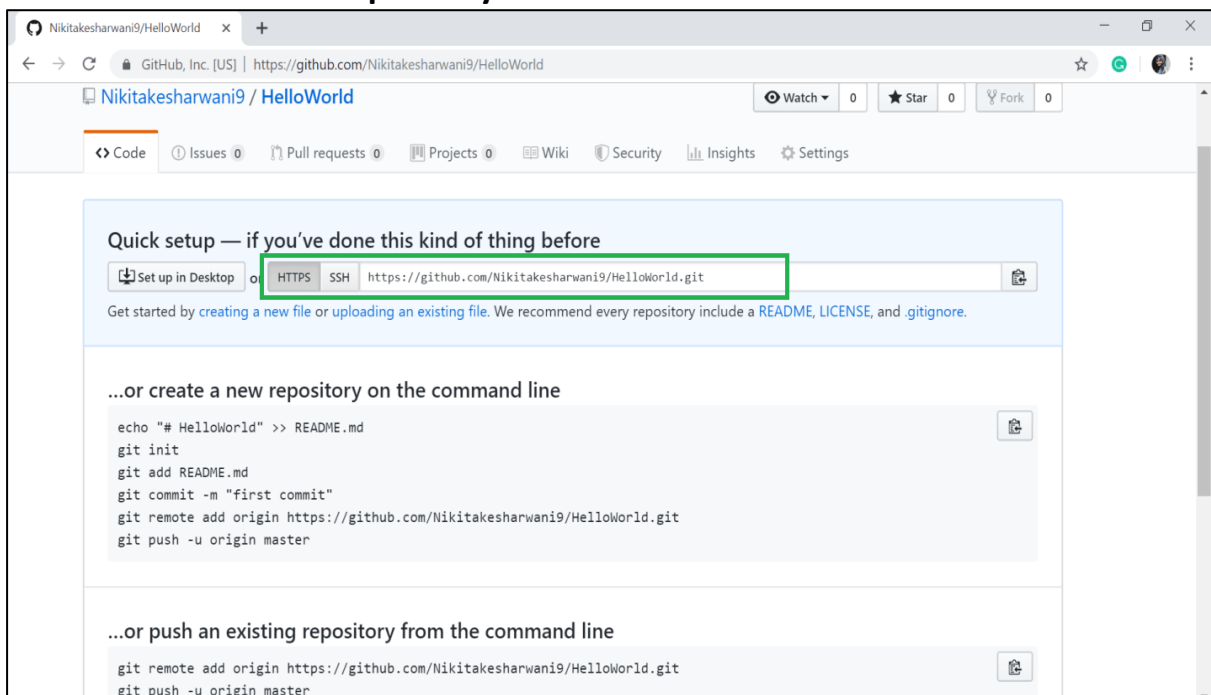 Nikitakesharwani9/HelloWorld
GitHub, Inc. [US] | https://github.com/Nikitakesharwani9/HelloWorld
Nikitakesharwani9 / HelloWorld Watch 0 Star 0 Fork 0
Code Issues 0 Pull requests 0 Projects 0 Wiki Security Insights Settings
Quick setup — if you've done this kind of thing before
Set up in Desktop or HTTPS SSH https://github.com/Nikitakesharwani9/HelloWorld.git
Get started by creating a new file or uploading an existing file. We recommend every repository include a README, LICENSE, and .gitignore.
...or create a new repository on the command line
echo "# HelloWorld" >> README.md
git init
git add README.md
git commit -m "first commit"
git remote add origin https://github.com/Nikitakesharwani9/HelloWorld.git
git push -u origin master
...or push an existing repository from the command line
git remote add origin https://github.com/Nikitakesharwani9/HelloWorld.git
git push -u origin master